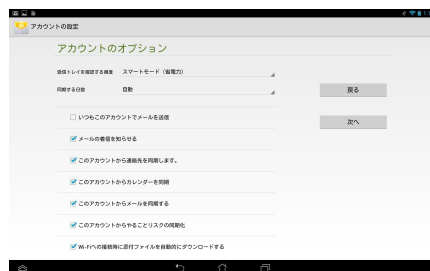 アカウントの設定
アカウントのオプション
受信トレイを確認する頻度 スマートモード（省電力）
同期する日数 自動
戻る
いつもこのアカウントでメールを送信
次へ
メールの着信を知らせる
このアカウントから連絡先を同期します。
このアカウントからカレンダーを同期
このアカウントからメールを同期する
このアカウントからやることリスクの同期化
Wi-Fiへの接続時に添付ファイルを自動的にダウンロードする